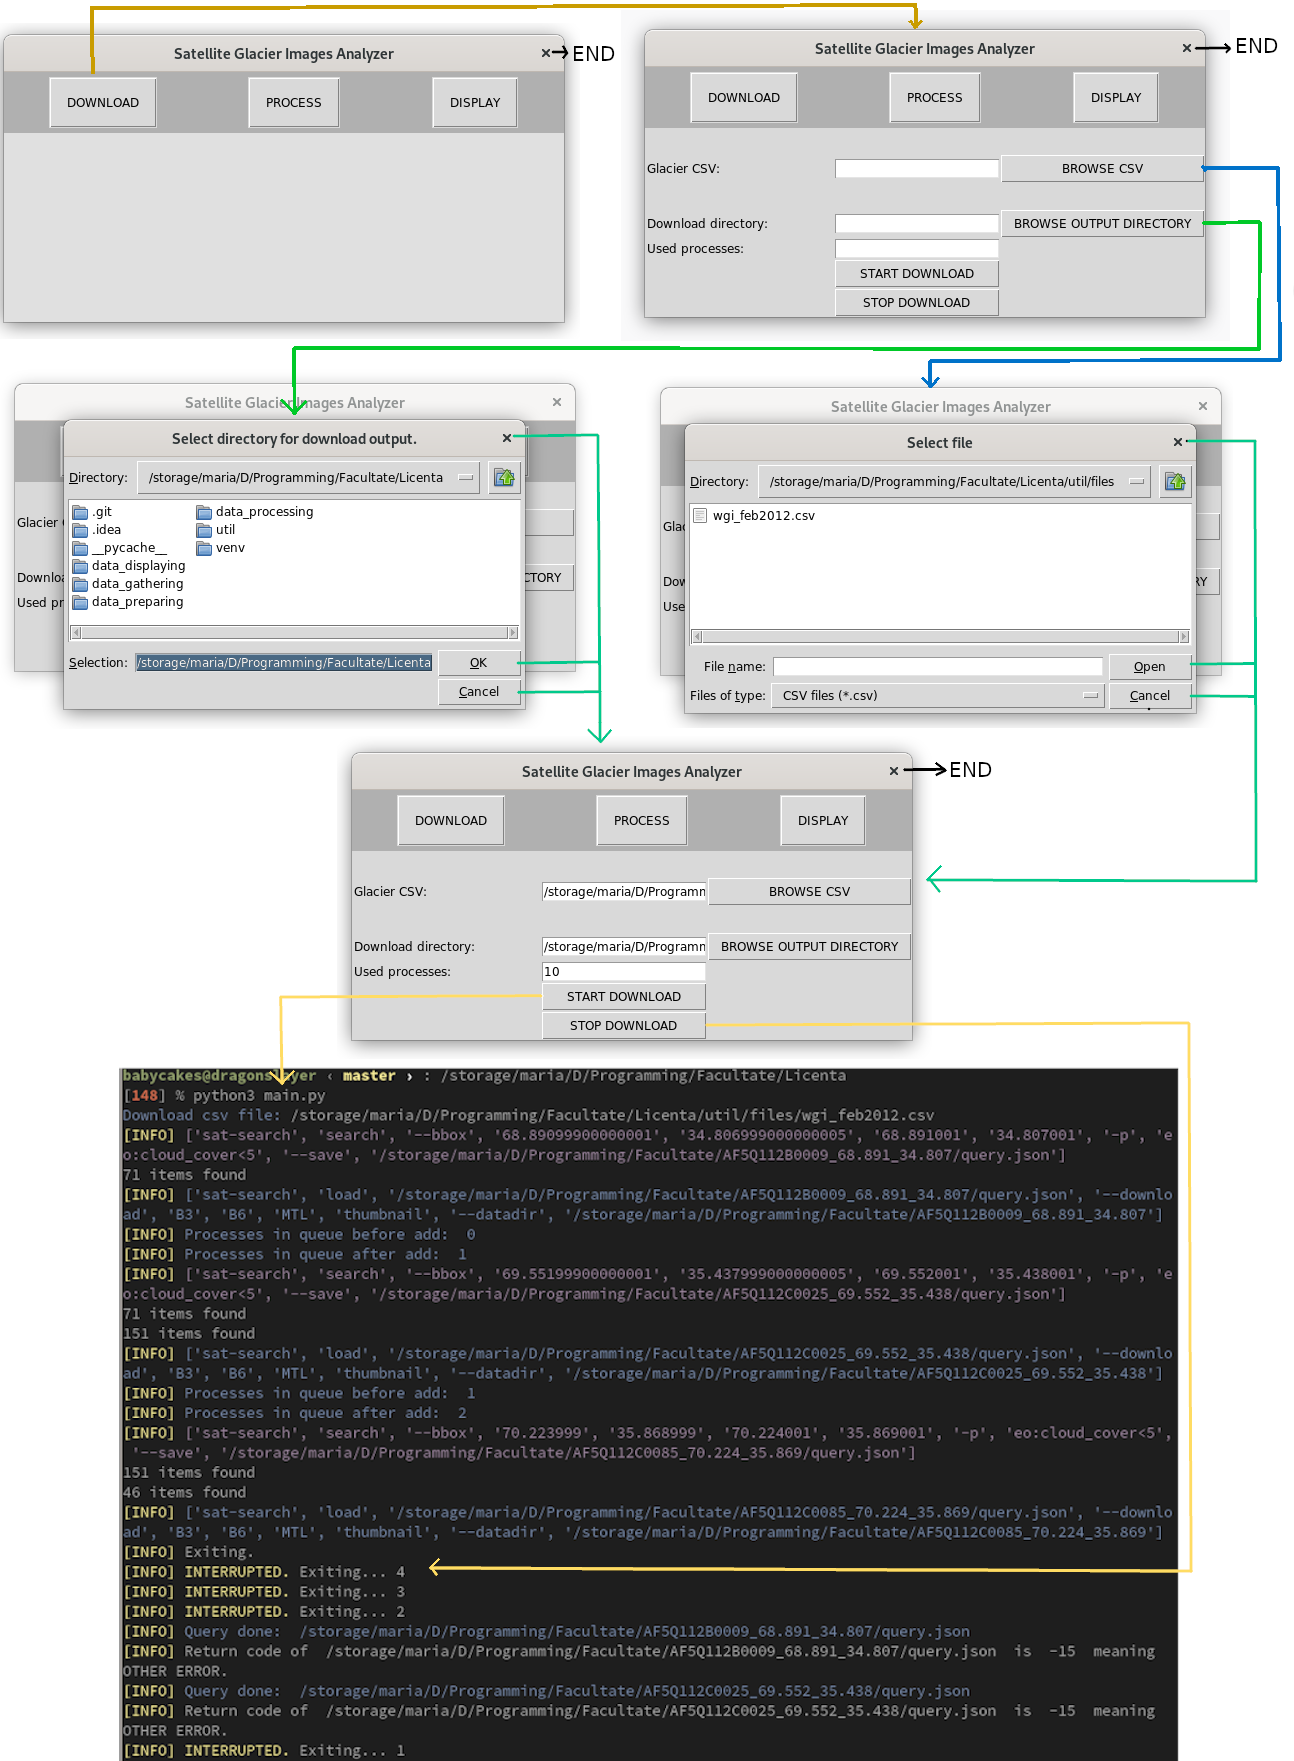 Satellite Glacier Images Analyzer × END
DOWNLOAD PROCESS DISPLAY
Satellite Glacier Images Analyzer × END
DOWNLOAD PROCESS DISPLAY
Glacier CSV: BROWSE CSV
Download directory: BROWSE OUTPUT DIRECTORY
Used processes:
START DOWNLOAD
STOP DOWNLOAD
Satellite Glacier Images Analyzer ×
Select directory for download output. ×
Directory: /storage/maria/D/Programming/Facultate/Licenta
.git data_processing
.idea util
__pycache__ venv
data_displaying
data_gathering
data_preparing
Selection: /storage/maria/D/Programming/Facultate/Licenta OK
Cancel
Glacier
Downloa CTORY
Used pr
Satellite Glacier Images Analyzer ×
Select file ×
Directory: /storage/maria/D/Programming/Facultate/Licenta/util/files
wgi_feb2012.csv
File name: Open
Files of type: CSV files (*.csv) Cancel
Glac
Dow RY
Use
Satellite Glacier Images Analyzer × END
DOWNLOAD PROCESS DISPLAY
Glacier CSV: /storage/maria/D/Programm BROWSE CSV
Download directory: /storage/maria/D/Programm BROWSE OUTPUT DIRECTORY
Used processes: 10
START DOWNLOAD
STOP DOWNLOAD
babycakes@dragonslayer ‹ master › : /storage/maria/D/Programming/Facultate/Licenta
[148] % python3 main.py
Download csv file: /storage/maria/D/Programming/Facultate/Licenta/util/files/wgi_feb2012.csv
[INFO] ['sat-search', 'search', '--bbox', '68.89099900000001', '34.806999000000005', '68.891001', '34.807001', '-p', 'e
o:cloud_cover<5', '--save', '/storage/maria/D/Programming/Facultate/AF5Q112B0009_68.891_34.807/query.json']
71 items found
[INFO] ['sat-search', 'load', '/storage/maria/D/Programming/Facultate/AF5Q112B0009_68.891_34.807/query.json', '--downlo
ad', 'B3', 'B6', 'MTL', 'thumbnail', '--datadir', '/storage/maria/D/Programming/Facultate/AF5Q112B0009_68.891_34.807']
[INFO] Processes in queue before add:  0
[INFO] Processes in queue after add:  1
[INFO] ['sat-search', 'search', '--bbox', '69.55199900000001', '35.437999000000005', '69.552001', '35.438001', '-p', 'e
o:cloud_cover<5', '--save', '/storage/maria/D/Programming/Facultate/AF5Q112C0025_69.552_35.438/query.json']
71 items found
151 items found
[INFO] ['sat-search', 'load', '/storage/maria/D/Programming/Facultate/AF5Q112C0025_69.552_35.438/query.json', '--downlo
ad', 'B3', 'B6', 'MTL', 'thumbnail', '--datadir', '/storage/maria/D/Programming/Facultate/AF5Q112C0025_69.552_35.438']
[INFO] Processes in queue before add:  1
[INFO] Processes in queue after add:  2
[INFO] ['sat-search', 'search', '--bbox', '70.223999', '35.868999', '70.224001', '35.869001', '-p', 'eo:cloud_cover<5',
 '--save', '/storage/maria/D/Programming/Facultate/AF5Q112C0085_70.224_35.869/query.json']
151 items found
46 items found
[INFO] ['sat-search', 'load', '/storage/maria/D/Programming/Facultate/AF5Q112C0085_70.224_35.869/query.json', '--downlo
ad', 'B3', 'B6', 'MTL', 'thumbnail', '--datadir', '/storage/maria/D/Programming/Facultate/AF5Q112C0085_70.224_35.869']
[INFO] Exiting.
[INFO] INTERRUPTED. Exiting... 4
[INFO] INTERRUPTED. Exiting... 3
[INFO] INTERRUPTED. Exiting... 2
[INFO] Query done:  /storage/maria/D/Programming/Facultate/AF5Q112B0009_68.891_34.807/query.json
[INFO] Return code of  /storage/maria/D/Programming/Facultate/AF5Q112B0009_68.891_34.807/query.json  is  -15  meaning
OTHER ERROR.
[INFO] Query done:  /storage/maria/D/Programming/Facultate/AF5Q112C0025_69.552_35.438/query.json
[INFO] Return code of  /storage/maria/D/Programming/Facultate/AF5Q112C0025_69.552_35.438/query.json  is  -15  meaning
OTHER ERROR.
[INFO] INTERRUPTED. Exiting... 1